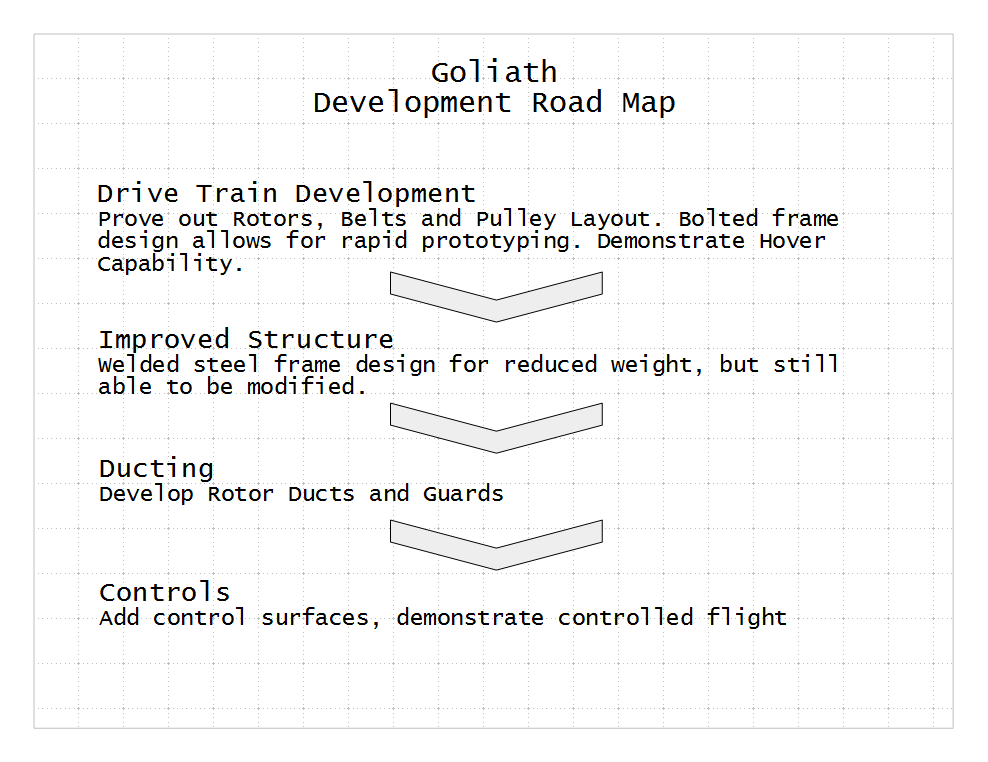 Goliath
Development Road Map
Drive Train Development
Prove out Rotors, Belts and Pulley Layout. Bolted frame
design allows for rapid prototyping. Demonstrate Hover
Capability.
Improved Structure
Welded steel frame design for reduced weight, but still
able to be modified.
Ducting
Develop Rotor Ducts and Guards
Controls
Add control surfaces, demonstrate controlled flight